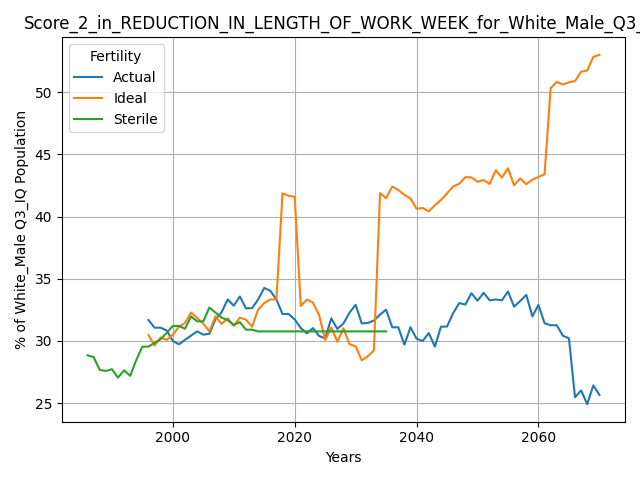 Score_2_in_REDUCTION_IN_LENGTH_OF_WORK_WEEK_for_White_Male_Q3_
Fertility
Actual
Ideal
Sterile
% of White_Male Q3_IQ Population
50
45
40
35
30
25
2000
2020
2040
2060
Years